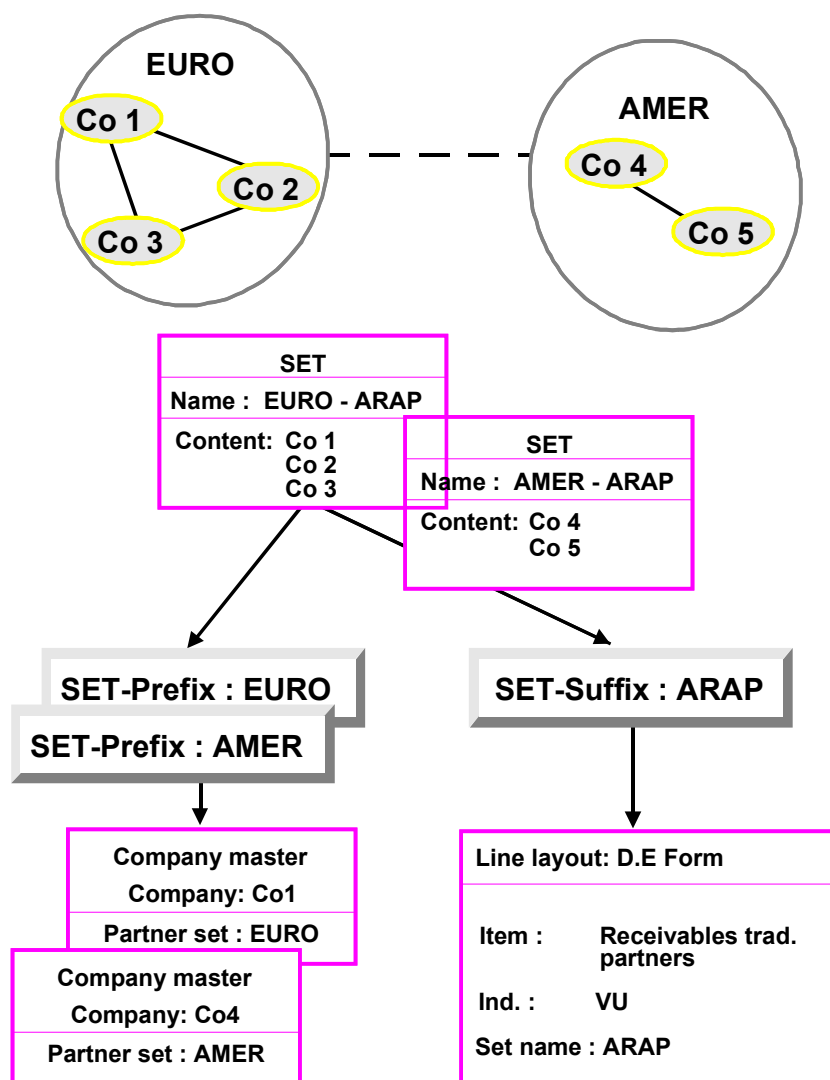 EURO
Co 1
Co 2
Co 3
AMER
Co 4
Co 5
SET
Name : EURO - ARAP
Content: Co 1
Co 2
Co 3
SET
Name : AMER - ARAP
Content: Co 4
Co 5
SET-Prefix : EURO
SET-Prefix : AMER
SET-Suffix : ARAP
Company master
Company: Co1
Partner set : EURO
Company master
Company: Co4
Partner set : AMER
Line layout: D.E Form
Item : Receivables trad.
partners
Ind. : VU
Set name : ARAP